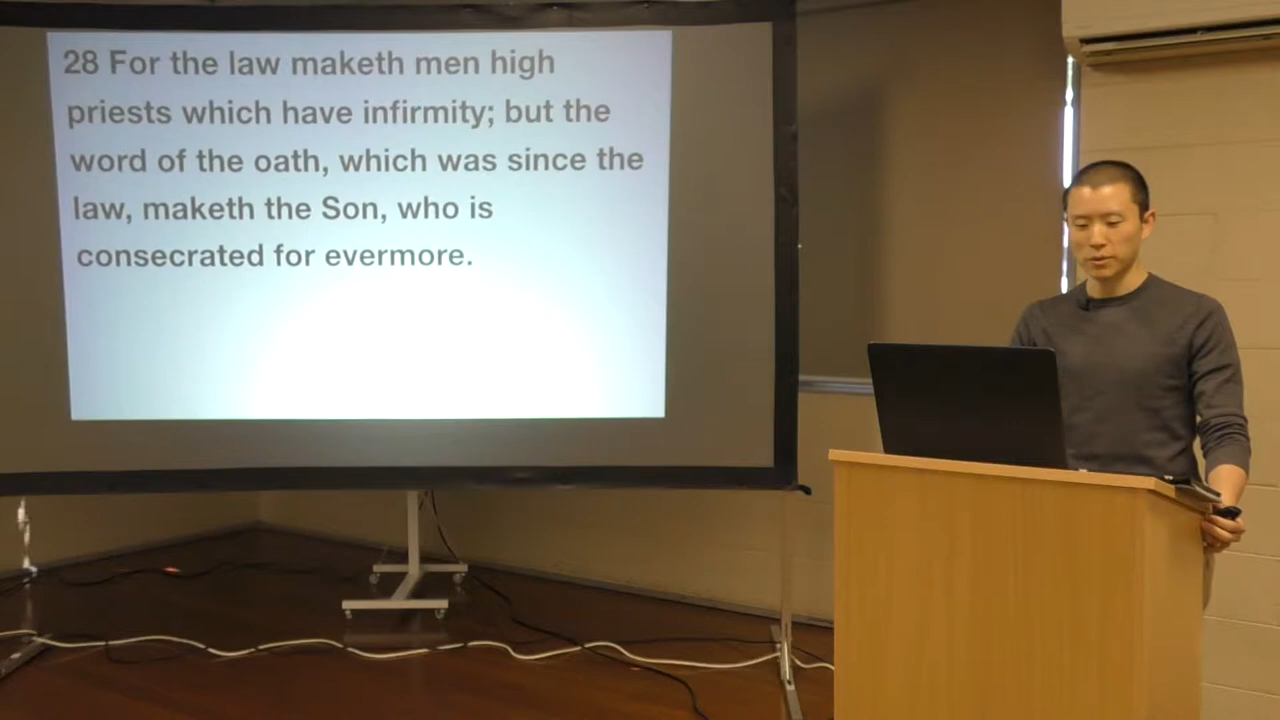 28 For the law maketh men high
priests which have infirmity; but the
word of the oath, which was since the
law, maketh the Son, who is
consecrated for evermore.